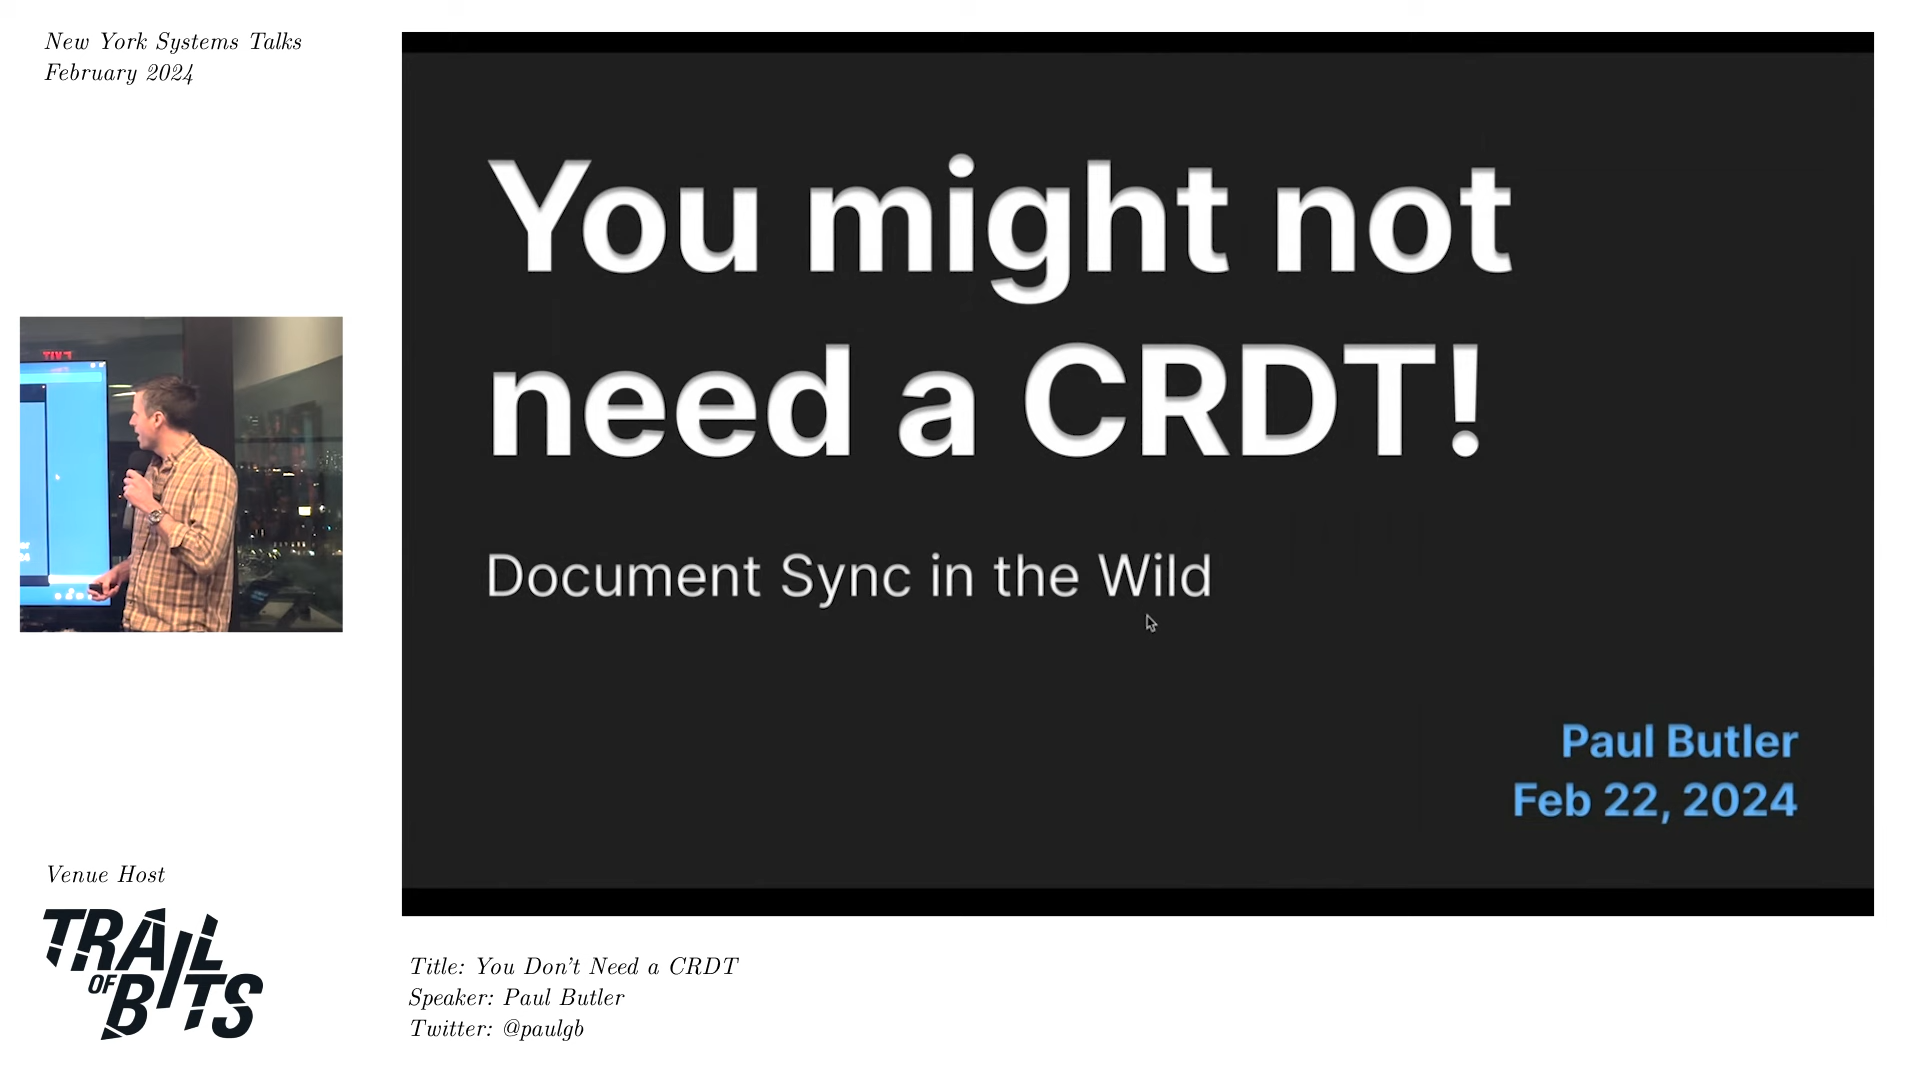 New York Systems Talks
February 2024
You might not
need a CRDT!
Document Sync in the Wild
Paul Butler
Feb 22, 2024
EXIT
Venue Host
TRAIL
OF
BITS
Title: You Don't Need a CRDT
Speaker: Paul Butler
Twitter: @paulgb